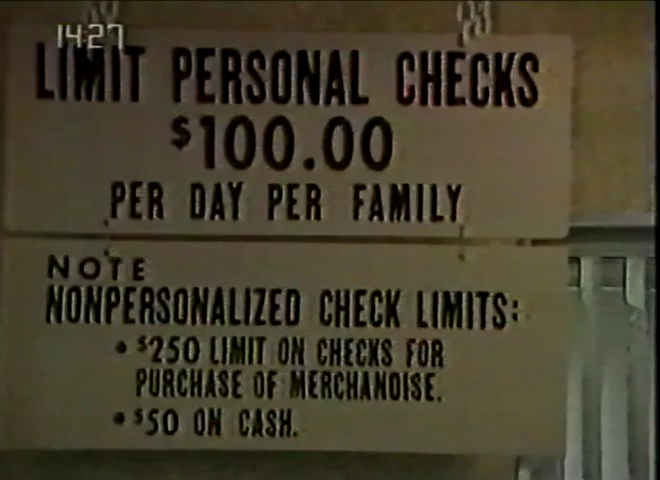 14:27
LIMIT PERSONAL CHECKS
$100.00
PER DAY PER FAMILY
NOTE
NONPERSONALIZED CHECK LIMITS:
• $250 LIMIT ON CHECKS FOR
PURCHASE OF MERCHANDISE.
• $50 ON CASH.